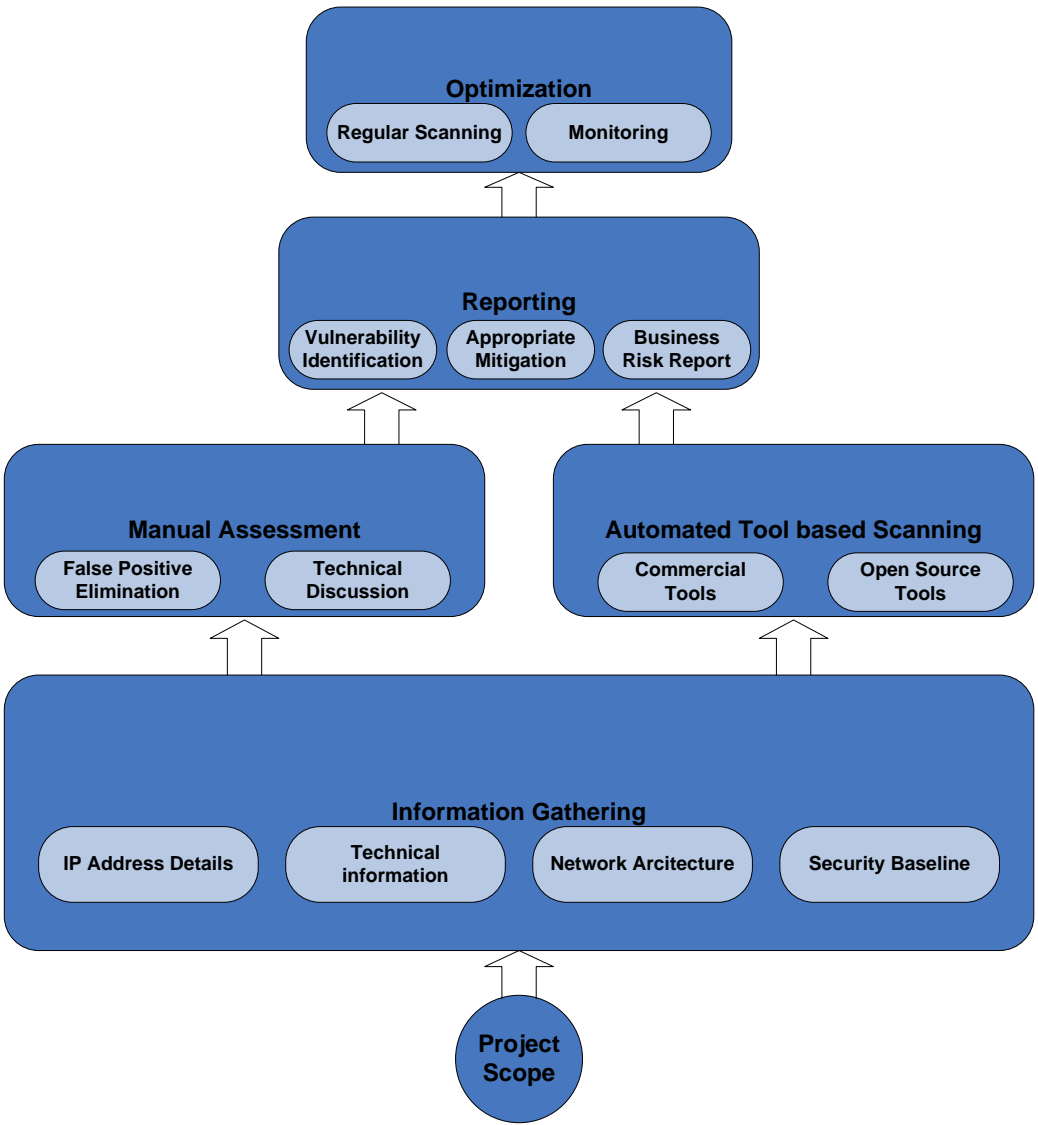 Optimization
Regular Scanning
Monitoring
Reporting
Vulnerability
Identification
Appropriate
Mitigation
Business
Risk Report
Manual Assessment
False Positive
Elimination
Technical
Discussion
Automated Tool based Scanning
Commercial
Tools
Open Source
Tools
Information Gathering
IP Address Details
Technical
information
Network Arcitecture
Security Baseline
Project
Scope